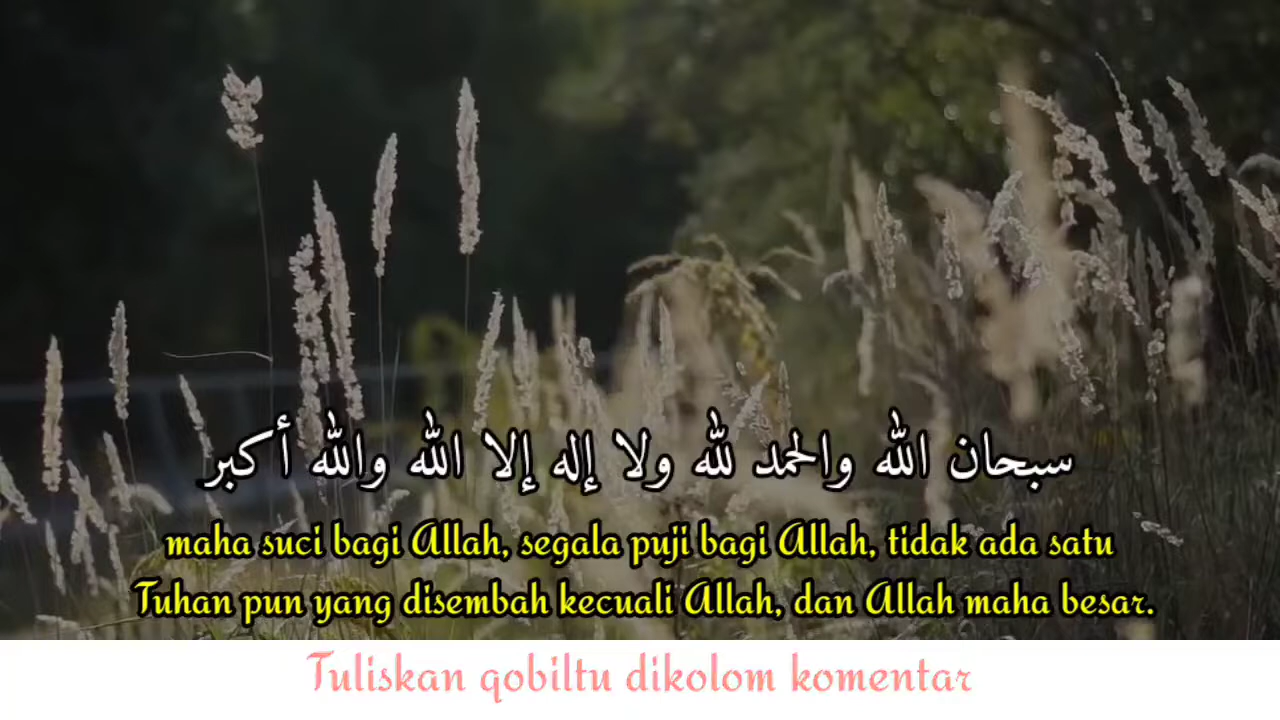 سبحان الله والحمد لله ولا إله إلا الله والله أكبر
maha suci bagi Allah, segala puji bagi Allah, tidak ada satu
Tuhan pun yang disembah kecuali Allah, dan Allah maha besar.
Tuliskan qobiltu dikolom komentar